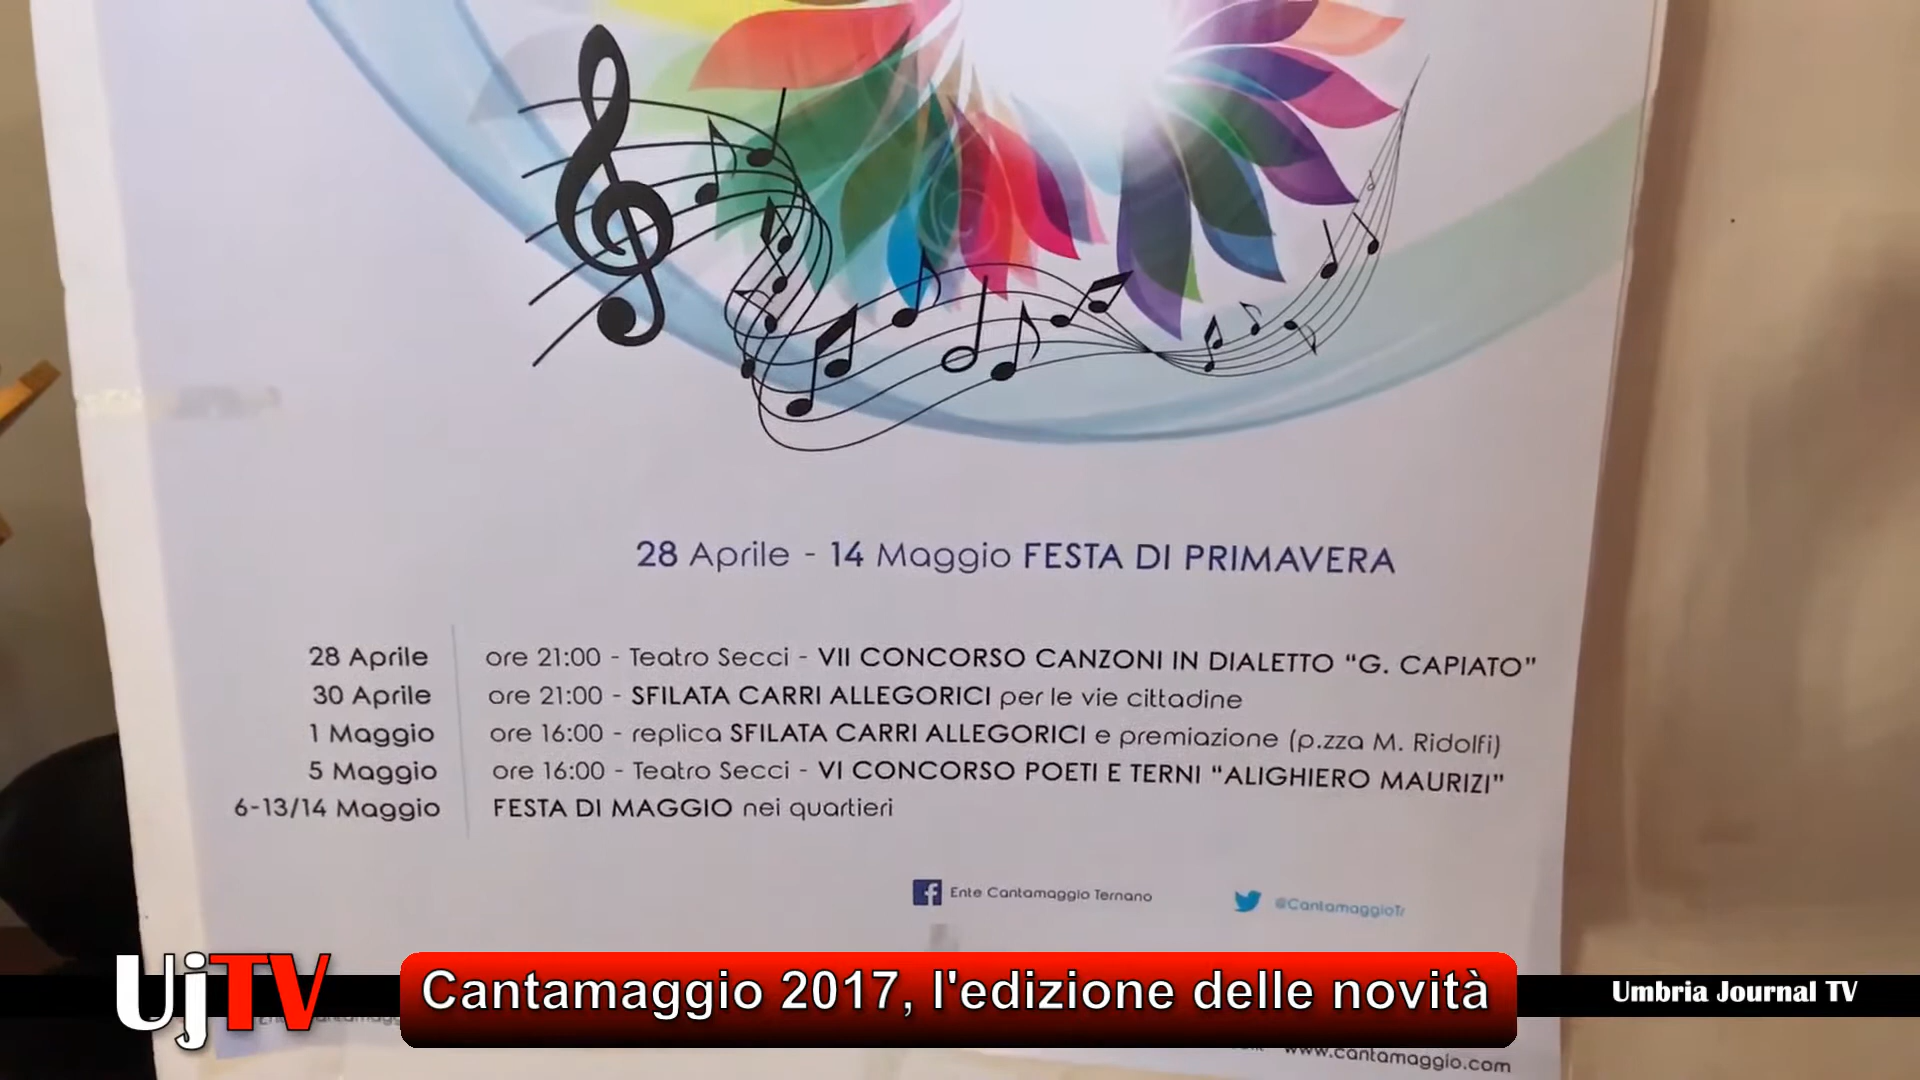 28 Aprile - 14 Maggio FESTA DI PRIMAVERA
28 Aprile ore 21:00 - Teatro Secci - VII CONCORSO CANZONI IN DIALETTO “G. CAPIATO”
30 Aprile ore 21:00 - SFILATA CARRI ALLEGORICI per le vie cittadine
1 Maggio ore 16:00 - replica SFILATA CARRI ALLEGORICI e premiazione (p.zza M. Ridolfi)
5 Maggio ore 16:00 - Teatro Secci - VI CONCORSO POETI E TERNI “ALIGHIERO MAURIZI”
6-13/14 Maggio FESTA DI MAGGIO nei quartieri
Ente Cantamaggio Ternano @CantamaggioTr
UjTV Cantamaggio 2017, l'edizione delle novità Umbria Journal TV
www.cantamaggio.com